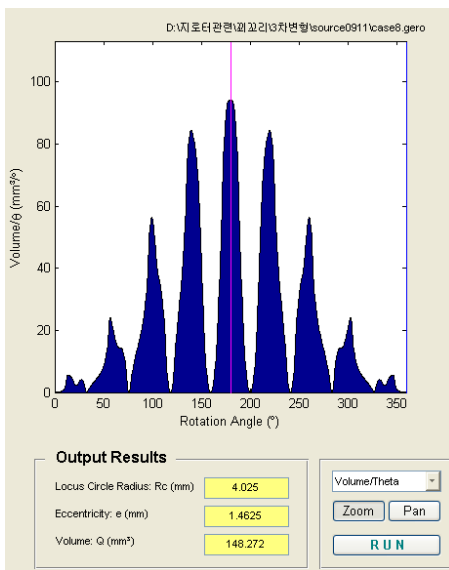 D:\지로터관련\꾀꼬리\3차변형\source0911\case8.gero
Volume/θ (mm³/°)
100
80
60
40
20
0
0 50 100 150 200 250 300 350
Rotation Angle (°)
Output Results
Locus Circle Radius: Rc (mm) 4.025
Eccentricity: e (mm) 1.4625
Volume: Q (mm³) 148.272
Volume/Theta
Zoom Pan
R U N